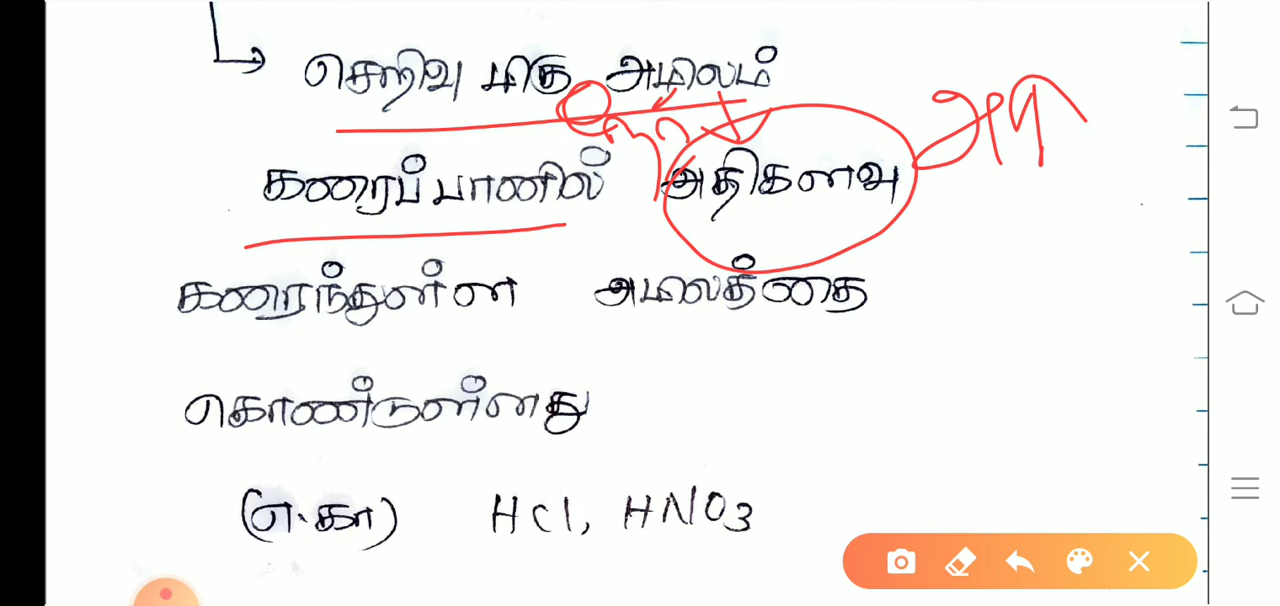 செறிவு மிகு அமிலம்
கரைப்பானில் அதிகளவு
கரைந்துள்ள அமிலத்தை
கொண்டுள்ளது
(எ.கா) HCl, HNO3